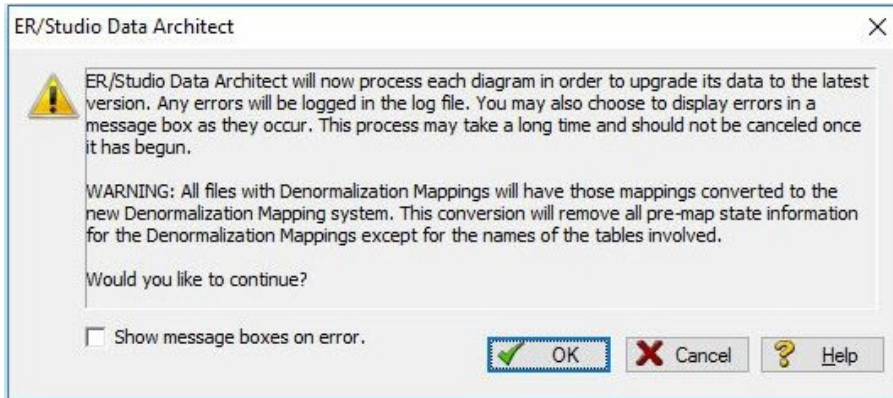 ER/Studio Data Architect
ER/Studio Data Architect will now process each diagram in order to upgrade its data to the latest
version. Any errors will be logged in the log file. You may also choose to display errors in a
message box as they occur. This process may take a long time and should not be canceled once
it has begun.
WARNING: All files with Denormalization Mappings will have those mappings converted to the
new Denormalization Mapping system. This conversion will remove all pre-map state information
for the Denormalization Mappings except for the names of the tables involved.
Would you like to continue?
Show message boxes on error.
OK Cancel Help